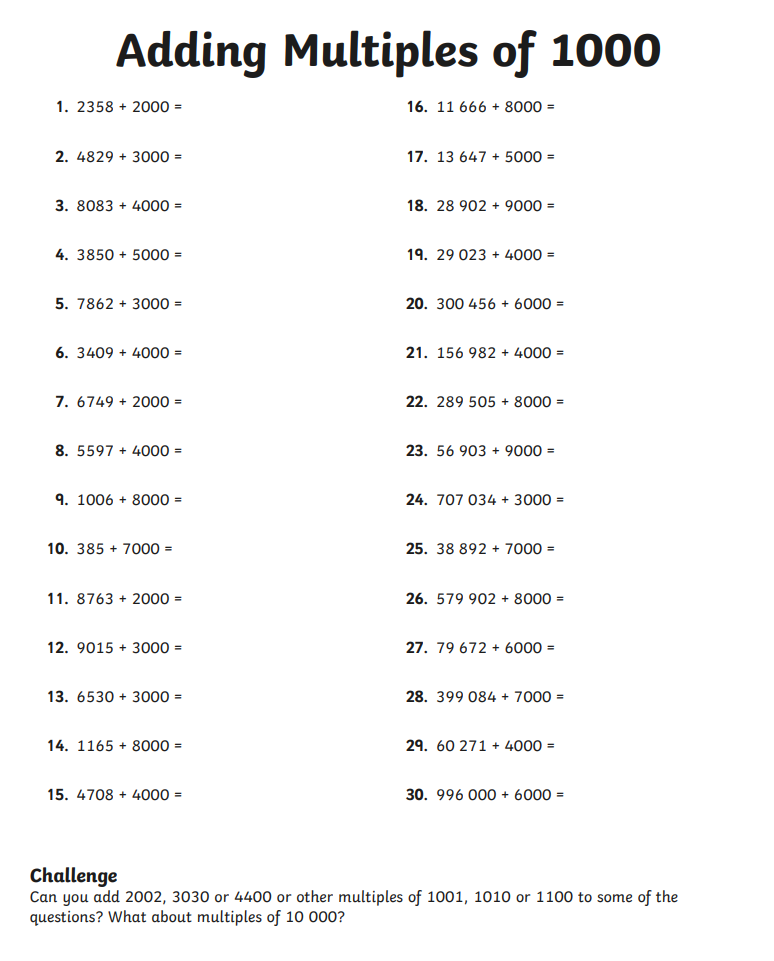 Adding Multiples of 1000
1. 2358 + 2000 =
2. 4829 + 3000 =
3. 8083 + 4000 =
4. 3850 + 5000 =
5. 7862 + 3000 =
6. 3409 + 4000 =
7. 6749 + 2000 =
8. 5597 + 4000 =
9. 1006 + 8000 =
10. 385 + 7000 =
11. 8763 + 2000 =
12. 9015 + 3000 =
13. 6530 + 3000 =
14. 1165 + 8000 =
15. 4708 + 4000 =
16. 11 666 + 8000 =
17. 13 647 + 5000 =
18. 28 902 + 9000 =
19. 29 023 + 4000 =
20. 300 456 + 6000 =
21. 156 982 + 4000 =
22. 289 505 + 8000 =
23. 56 903 + 9000 =
24. 707 034 + 3000 =
25. 38 892 + 7000 =
26. 579 902 + 8000 =
27. 79 672 + 6000 =
28. 399 084 + 7000 =
29. 60 271 + 4000 =
30. 996 000 + 6000 =
Challenge
Can you add 2002, 3030 or 4400 or other multiples of 1001, 1010 or 1100 to some of the
questions? What about multiples of 10 000?